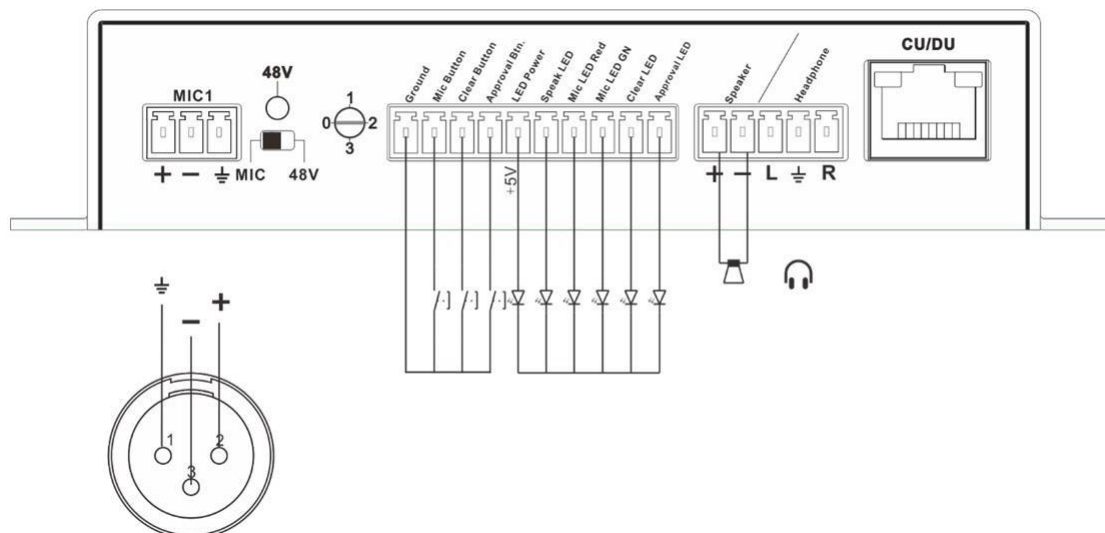 CU/DU
48V
MIC1
1
0
2
3
Ground
Mic Button
Clear Button
Approval Btn.
LED Power
Speak LED
Mic LED Red
Mic LED GN
Clear LED
Approval LED
Speaker
Headphone
+ −
MIC
48V
+5V
+ − L R
+
−
1
2
3